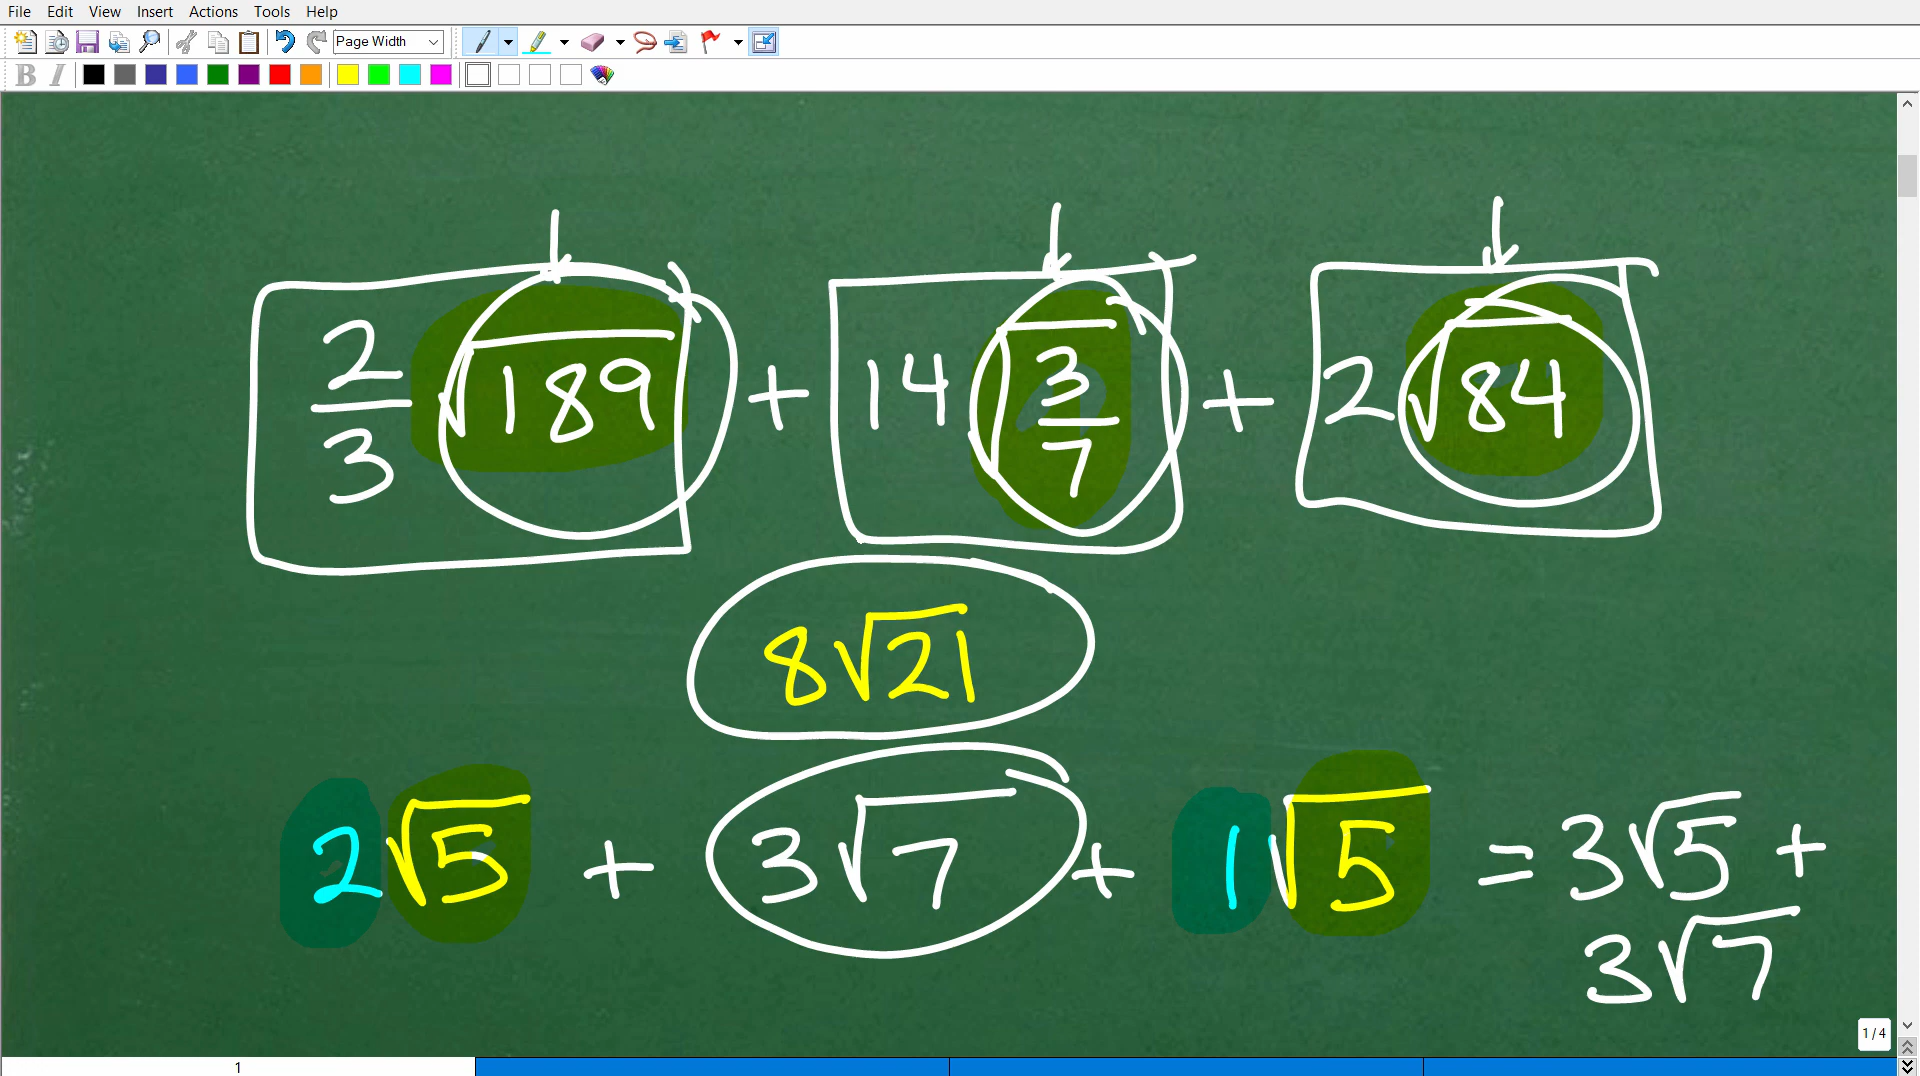 File Edit View Insert Actions Tools Help
Page Width
B I
2/3 √189 + 14 √3/7 + 2 √84
8√21
2√5 + 3√7 + 1√5 = 3√5 +
3√7
1 / 4
1